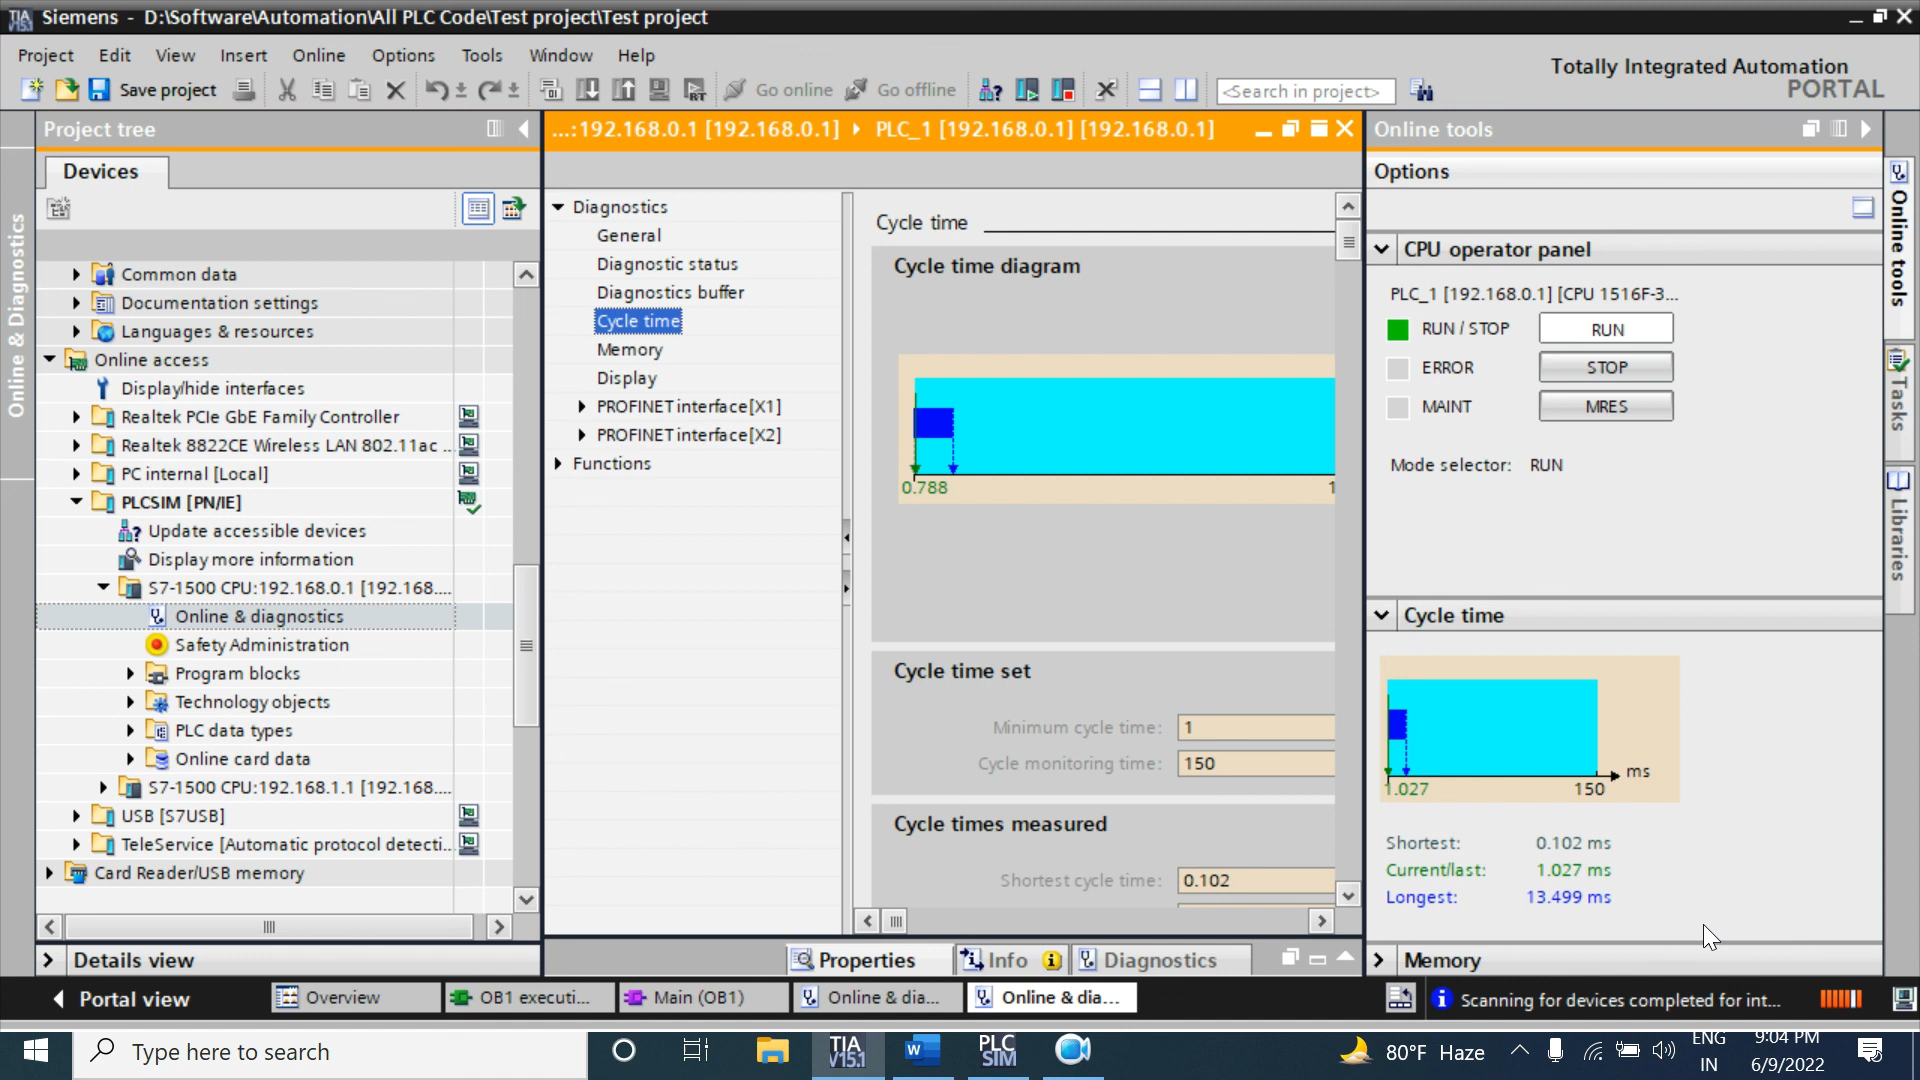 TIA V15.1 Siemens - D:\Software\Automation\All PLC Code\Test project\Test project
Project Edit View Insert Online Options Tools Window Help
Totally Integrated Automation
PORTAL
Save project Go online Go offline <Search in project>
Project tree
Devices
Online & Diagnostics
Common data
Documentation settings
Languages & resources
Online access
Display/hide interfaces
Realtek PCIe GbE Family Controller
Realtek 8822CE Wireless LAN 802.11ac ...
PC internal [Local]
PLCSIM [PN/IE]
Update accessible devices
Display more information
S7-1500 CPU:192.168.0.1 [192.168....
Online & diagnostics
Safety Administration
Program blocks
Technology objects
PLC data types
Online card data
S7-1500 CPU:192.168.1.1 [192.168....
USB [S7USB]
TeleService [Automatic protocol detecti...
Card Reader/USB memory
Details view
...:192.168.0.1 [192.168.0.1] PLC_1 [192.168.0.1] [192.168.0.1]
Diagnostics
General
Diagnostic status
Diagnostics buffer
Cycle time
Memory
Display
PROFINET interface[X1]
PROFINET interface[X2]
Functions
Cycle time
Cycle time diagram
0.788 1
Cycle time set
Minimum cycle time: 1
Cycle monitoring time: 150
Cycle times measured
Shortest cycle time: 0.102
Properties Info Diagnostics
Online tools
Options
CPU operator panel
PLC_1 [192.168.0.1] [CPU 1516F-3...
RUN / STOP RUN
ERROR STOP
MAINT MRES
Mode selector: RUN
Cycle time
ms
1.027 150
Shortest: 0.102 ms
Current/last: 1.027 ms
Longest: 13.499 ms
Memory
Online tools
Tasks
Libraries
Portal view Overview OB1 executi... Main (OB1) Online & dia... Online & dia... Scanning for devices completed for int...
Type here to search
TIA V15.1
PLC SIM
80°F Haze
ENG
IN
9:04 PM
6/9/2022